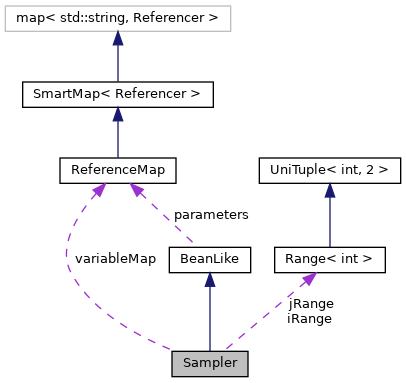 map< std::string, Referencer >
SmartMap< Referencer >
ReferenceMap
UniTuple< int, 2 >
parameters
variableMap
BeanLike
Range< int >
jRange
iRange
Sampler